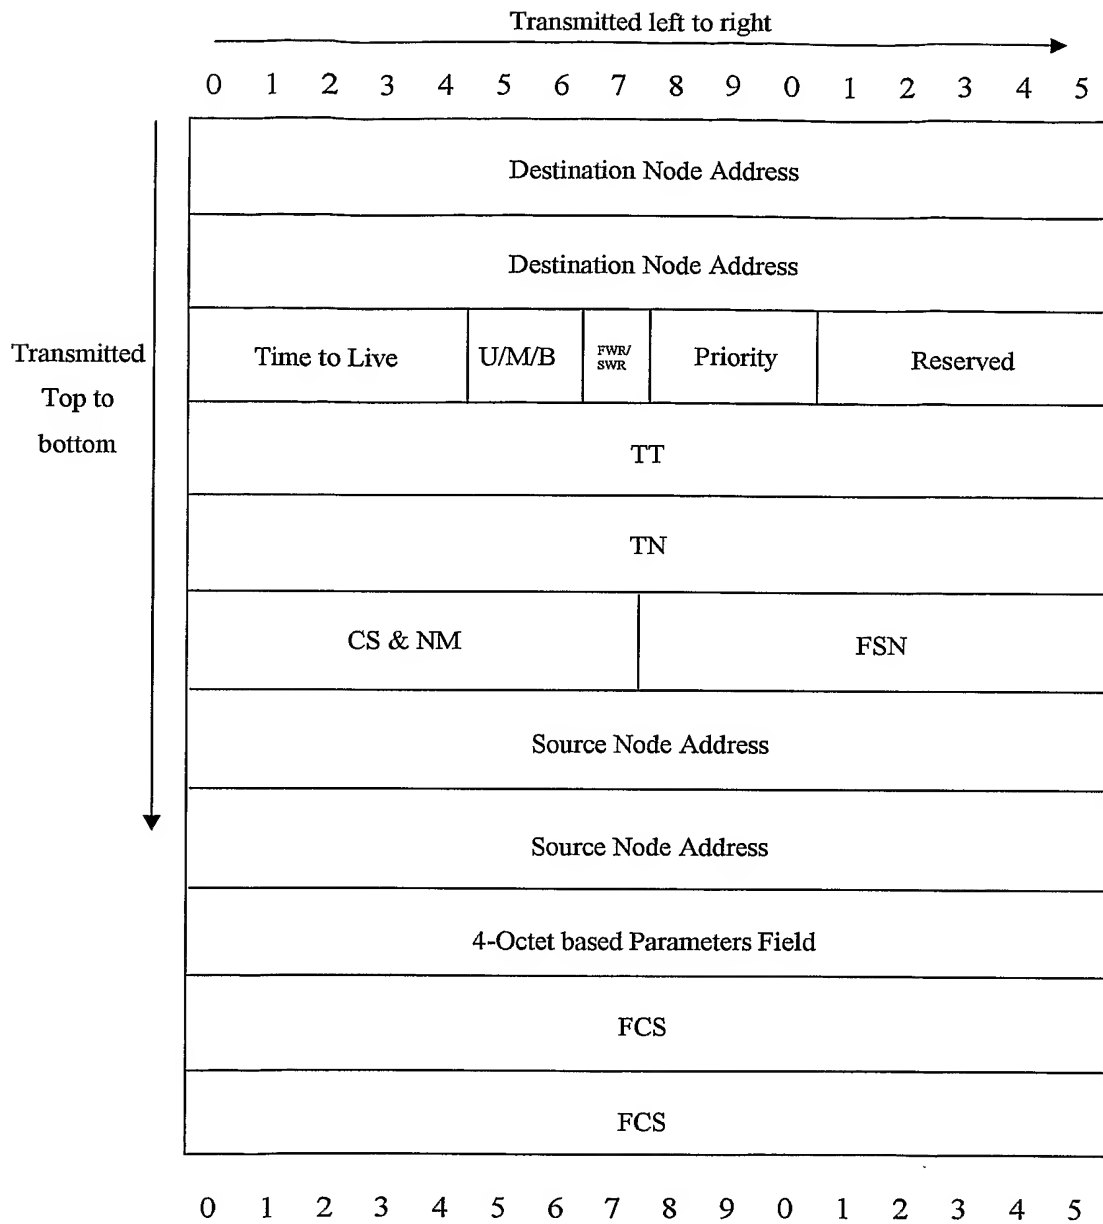 Transmitted left to right
0 1 2 3 4 5 6 7 8 9 0 1 2 3 4 5
Destination Node Address
Destination Node Address
Transmitted
Top to
bottom
Time to Live U/M/B FWR/ Priority Reserved
SWR
TT
TN
CS & NM FSN
Source Node Address
Source Node Address
4-Octet based Parameters Field
FCS
FCS
0 1 2 3 4 5 6 7 8 9 0 1 2 3 4 5